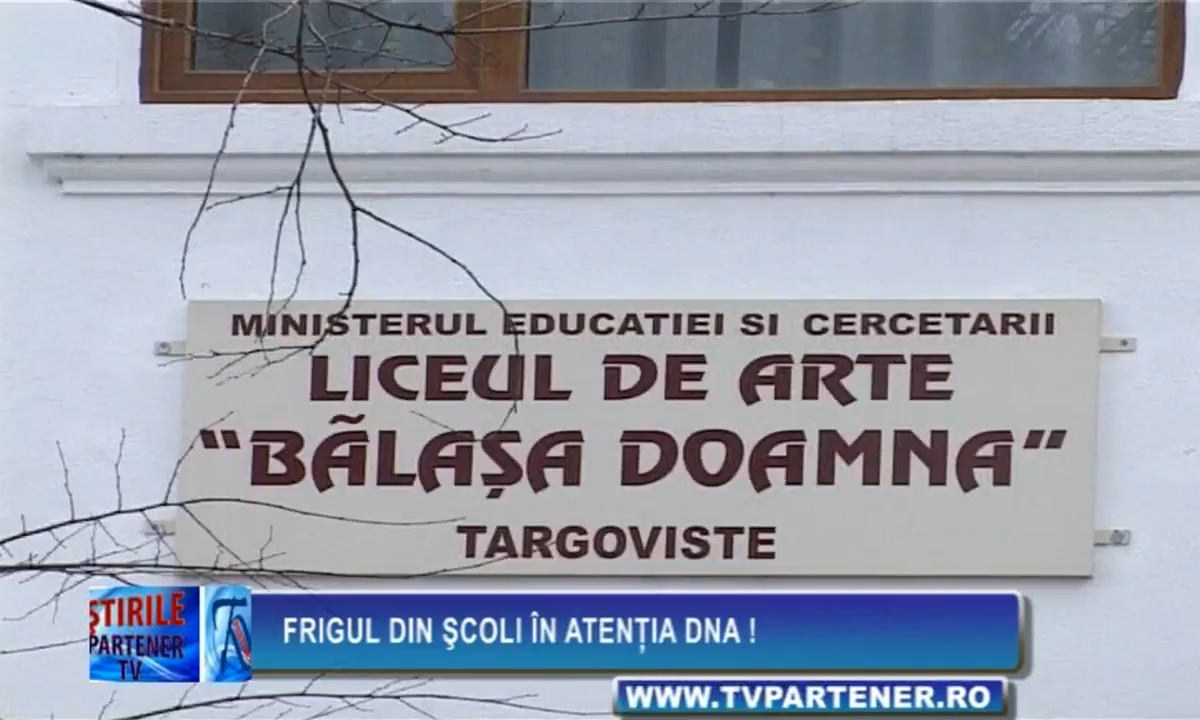 MINISTERUL EDUCATIEI SI CERCETARII
LICEUL DE ARTE
“BÃLAȘA DOAMNA”
TARGOVISTE
ŞTIRILE
PARTENER
TV
FRIGUL DIN ŞCOLI ÎN ATENȚIA DNA !
WWW.TVPARTENER.RO